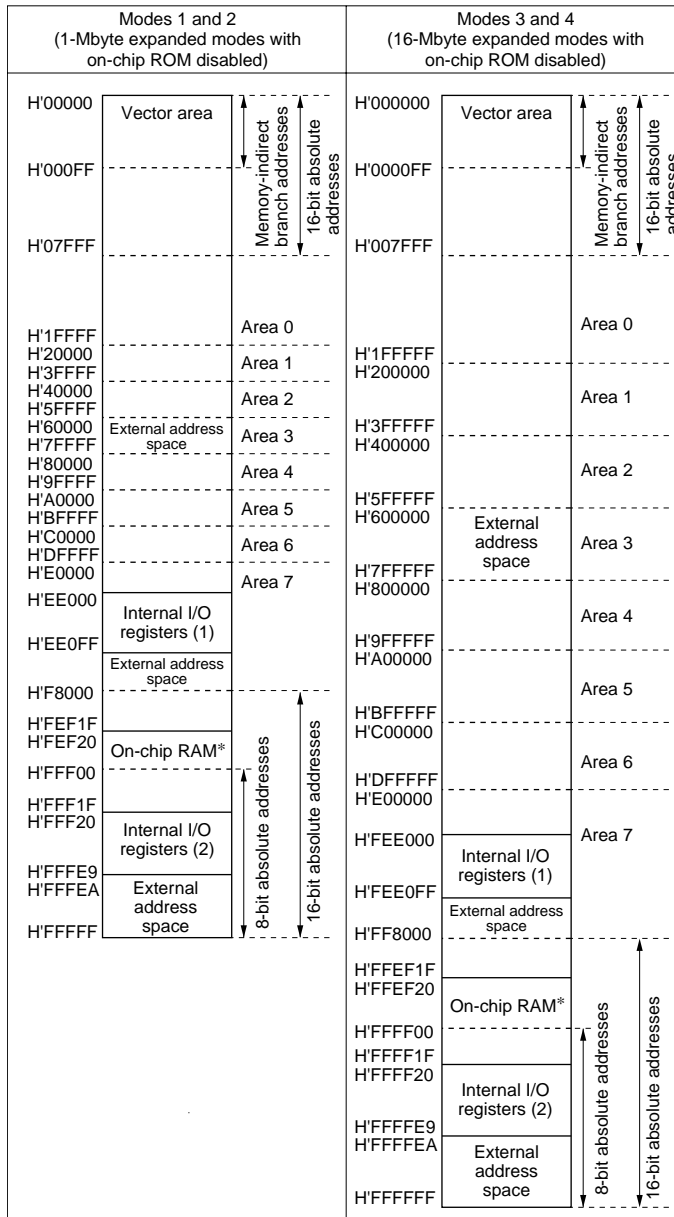 Modes 1 and 2
(1-Mbyte expanded modes with
on-chip ROM disabled)
H'00000
Vector area
H'000FF
H'07FFF
Memory-indirect
branch addresses
16-bit absolute
addresses
H'1FFFF
Area 0
H'20000
H'3FFFF
Area 1
H'40000
H'5FFFF
Area 2
H'60000
H'7FFFF
External address
space
Area 3
H'80000
H'9FFFF
Area 4
H'A0000
H'BFFFF
Area 5
H'C0000
H'DFFFF
Area 6
H'E0000
Area 7
H'EE000
Internal I/O
registers (1)
H'EE0FF
External address
space
H'F8000
H'FEF1F
H'FEF20
On-chip RAM*
H'FFF00
H'FFF1F
H'FFF20
Internal I/O
registers (2)
H'FFFE9
H'FFFEA
External
address
space
H'FFFFF
8-bit absolute addresses
16-bit absolute addresses
Modes 3 and 4
(16-Mbyte expanded modes with
on-chip ROM disabled)
H'000000
H'0000FF
H'007FFF
Memory-indirect
branch addresses
16-bit absolute
addresses
Area 0
H'1FFFFF
H'200000
Area 1
H'3FFFFF
H'400000
Area 2
H'5FFFFF
H'600000
External
address
space
Area 3
H'7FFFFF
H'800000
Area 4
H'9FFFFF
H'A00000
Area 5
H'BFFFFF
H'C00000
Area 6
H'DFFFFF
H'E00000
Area 7
H'FEE000
Internal I/O
registers (1)
H'FEE0FF
External address
space
H'FF8000
H'FFEF1F
H'FFEF20
On-chip RAM*
H'FFFF00
H'FFFF1F
H'FFFF20
Internal I/O
registers (2)
H'FFFFE9
H'FFFFEA
External
address
space
H'FFFFFF
8-bit absolute addresses
16-bit absolute addresses